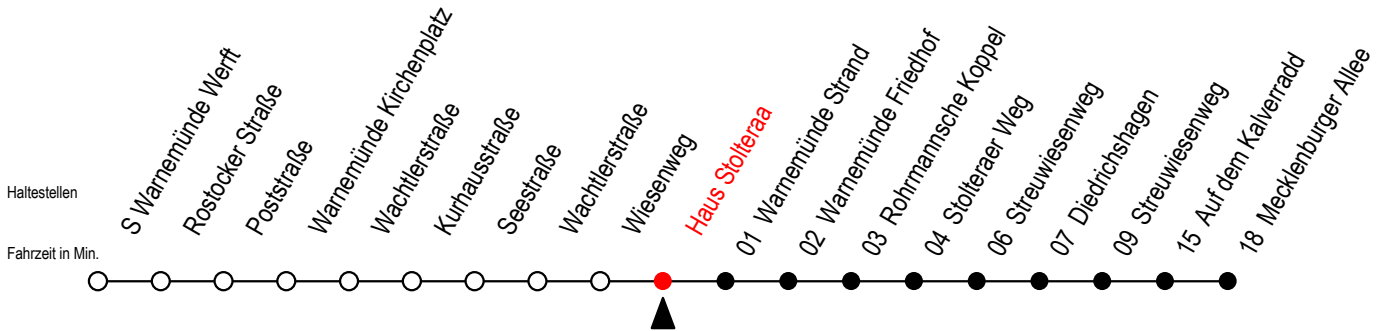 S Warnemünde Werft
Rostocker Straße
Poststraße
Warnemünde Kirchenplatz
Wachtlerstraße
Kurhausstraße
Seestraße
Wachtlerstraße
Wiesenweg
Haus Stolteraa
01 Warnemünde Strand
02 Warnemünde Friedhof
03 Rohrmannsche Koppel
04 Stolteraer Weg
06 Streuwiesenweg
07 Diedrichshagen
09 Streuwiesenweg
15 Auf dem Kalverradd
18 Mecklenburger Allee
Haltestellen
Fahrzeit in Min.